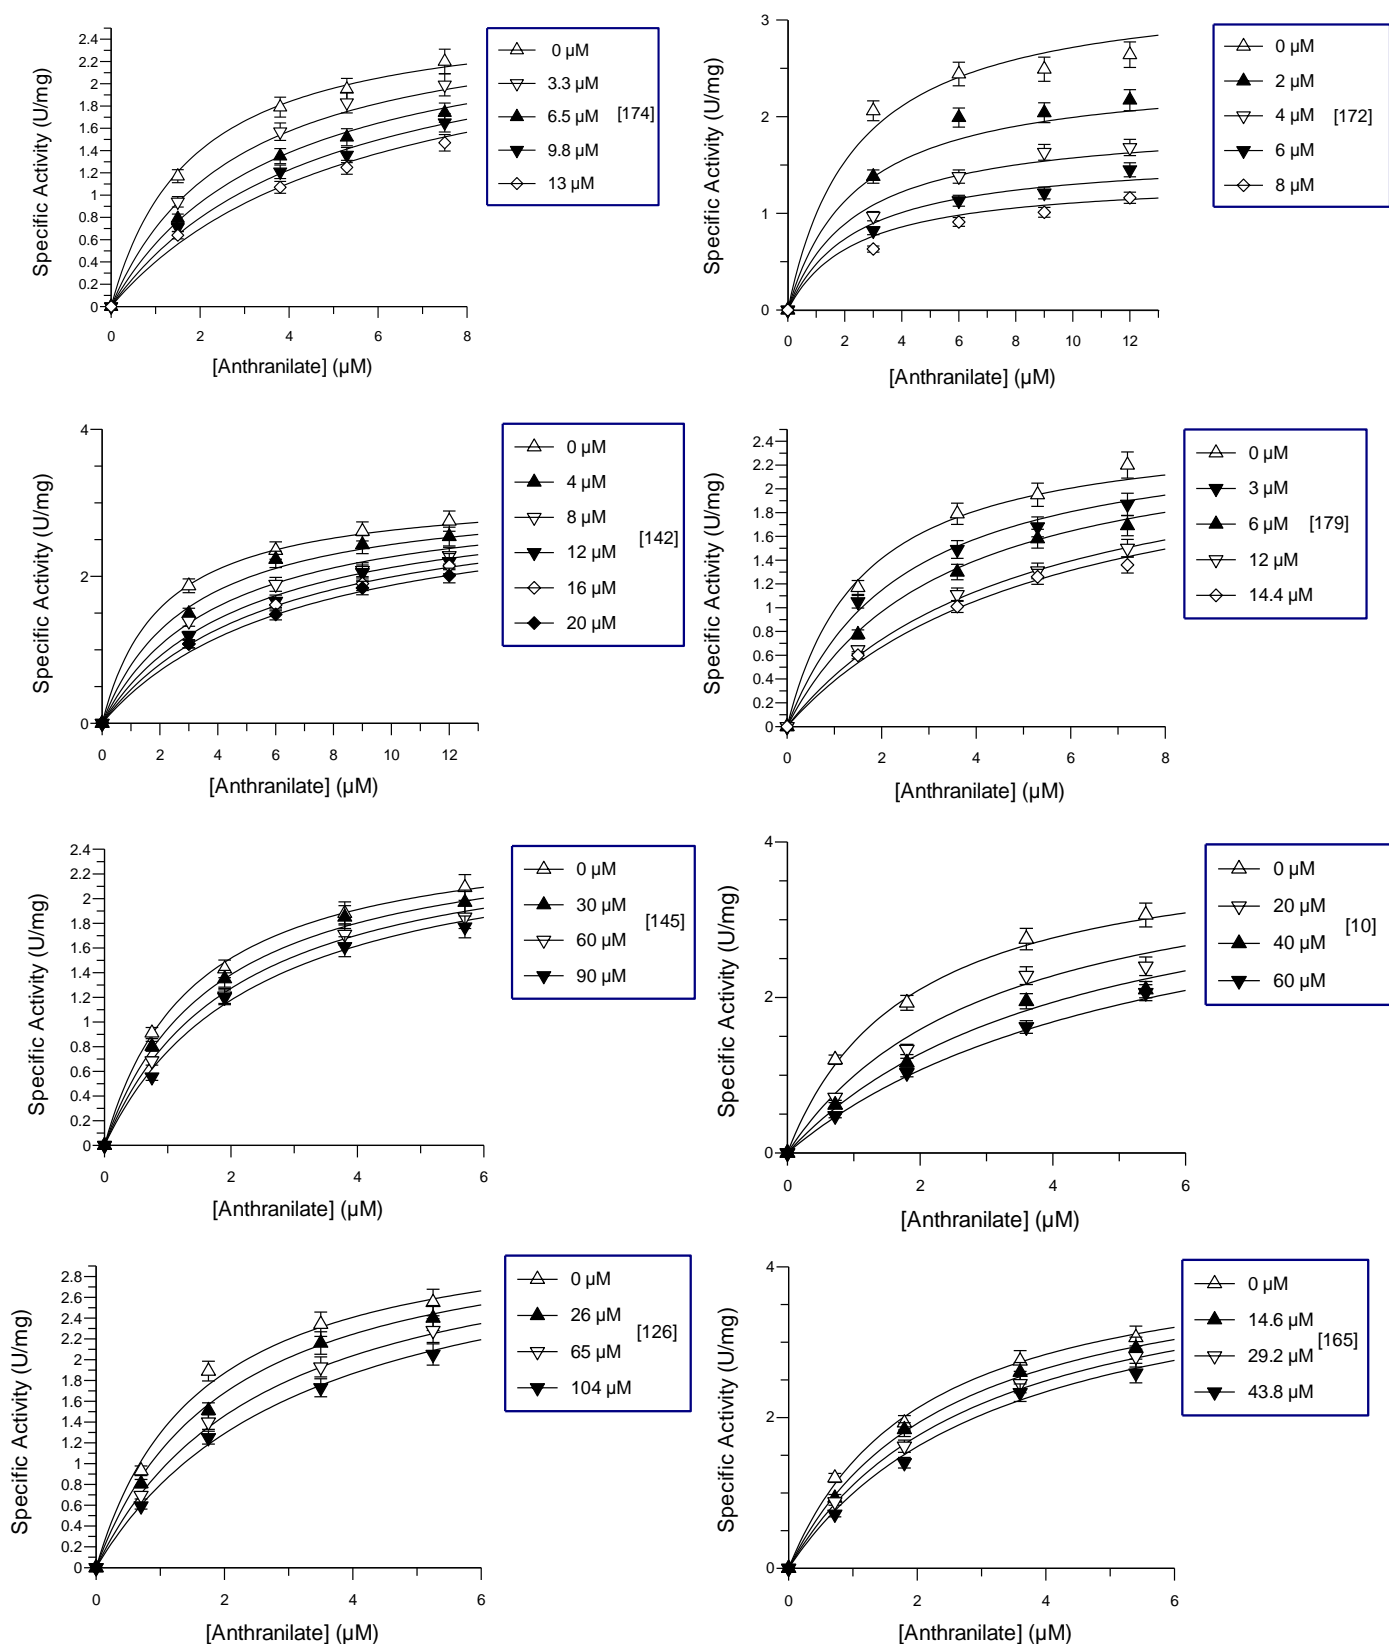 Specific Activity (U/mg)
2.4
2.2
2
1.8
1.6
1.4
1.2
1
0.8
0.6
0.4
0.2
0
0 2 4 6 8
[Anthranilate] (µM)
0 µM
3.3 µM
6.5 µM
9.8 µM
13 µM
[174]
Specific Activity (U/mg)
3
2
1
0
0 2 4 6 8 10 12
[Anthranilate] (µM)
0 µM
2 µM
4 µM
6 µM
8 µM
[172]
Specific Activity (U/mg)
4
2
0
0 2 4 6 8 10 12
[Anthranilate] (µM)
0 µM
4 µM
8 µM
12 µM
16 µM
20 µM
[142]
Specific Activity (U/mg)
2.4
2.2
2
1.8
1.6
1.4
1.2
1
0.8
0.6
0.4
0.2
0
0 2 4 6 8
[Anthranilate] (µM)
0 µM
3 µM
6 µM
12 µM
14.4 µM
[179]
Specific Activity (U/mg)
2.4
2.2
2
1.8
1.6
1.4
1.2
1
0.8
0.6
0.4
0.2
0
0 2 4 6
[Anthranilate] (µM)
0 µM
30 µM
60 µM
90 µM
[145]
Specific Activity (U/mg)
4
2
0
0 2 4 6
[Anthranilate] (µM)
0 µM
20 µM
40 µM
60 µM
[10]
Specific Activity (U/mg)
2.8
2.6
2.4
2.2
2
1.8
1.6
1.4
1.2
1
0.8
0.6
0.4
0.2
0
0 2 4 6
[Anthranilate] (µM)
0 µM
26 µM
65 µM
104 µM
[126]
Specific Activity (U/mg)
4
2
0
0 2 4 6
[Anthranilate] (µM)
0 µM
14.6 µM
29.2 µM
43.8 µM
[165]